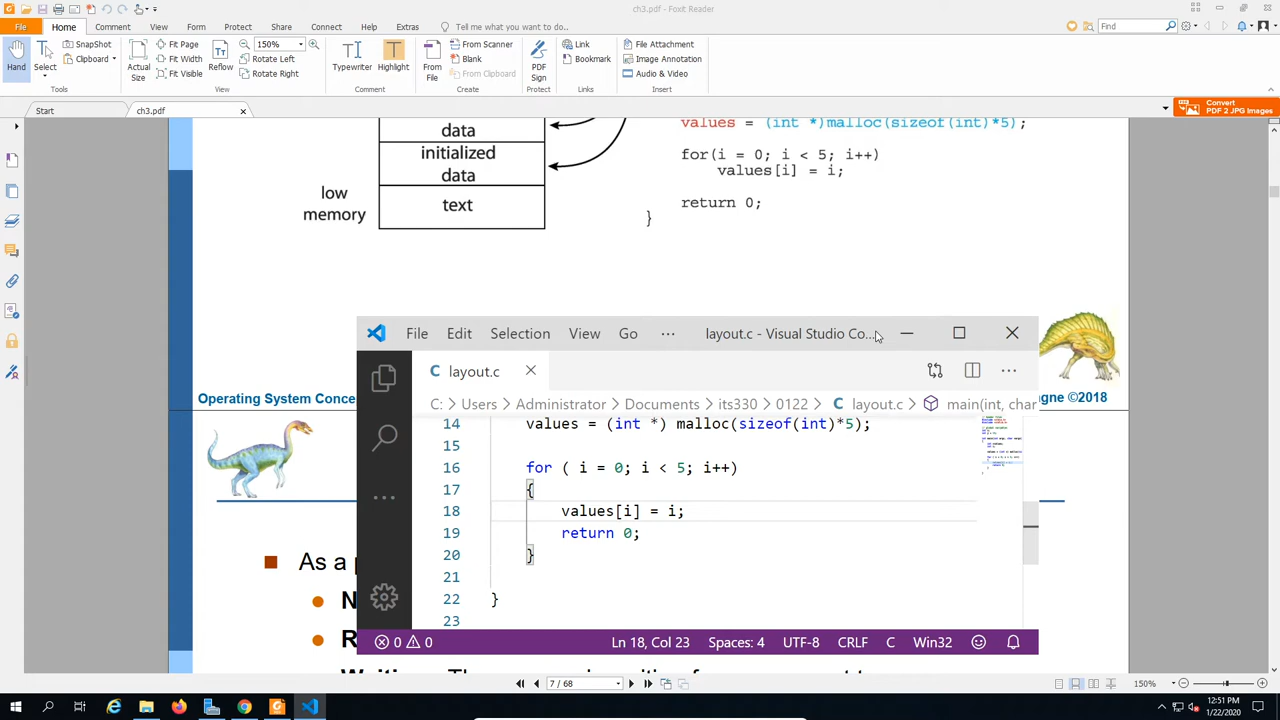 ch3.pdf - Foxit Reader
File Home Comment View Form Protect Share Connect Help Extras Tell me what you want to do... Find
Hand
Select
SnapShot
Clipboard
Actual Size
Fit Page
Fit Width
Fit Visible
Reflow
150%
Rotate Left
Rotate Right
Typewriter
Highlight
From File
From Scanner
Blank
From Clipboard
PDF Sign
Link
Bookmark
File Attachment
Image Annotation
Audio & Video
Tools View Comment Create Protect Links Insert
Start ch3.pdf
Convert
PDF 2 JPG Images
data
initialized
data
low
memory
text
values = (int *)malloc(sizeof(int)*5);
for(i = 0; i < 5; i++)
values[i] = i;
return 0;
}
File Edit Selection View Go ... layout.c - Visual Studio Co...
layout.c
C: > Users > Administrator > Documents > its330 > 0122 > C layout.c > main(int, char
14 values = (int *) malloc(sizeof(int)*5);
15
16 for ( i = 0; i < 5; i++)
17 {
18 values[i] = i;
19 return 0;
20 }
21
22 }
23
0 0 Ln 18, Col 23 Spaces: 4 UTF-8 CRLF C Win32
Operating System Conce
agne ©2018
As a p
N
R
7 / 68
150%
12:51 PM
1/22/2020